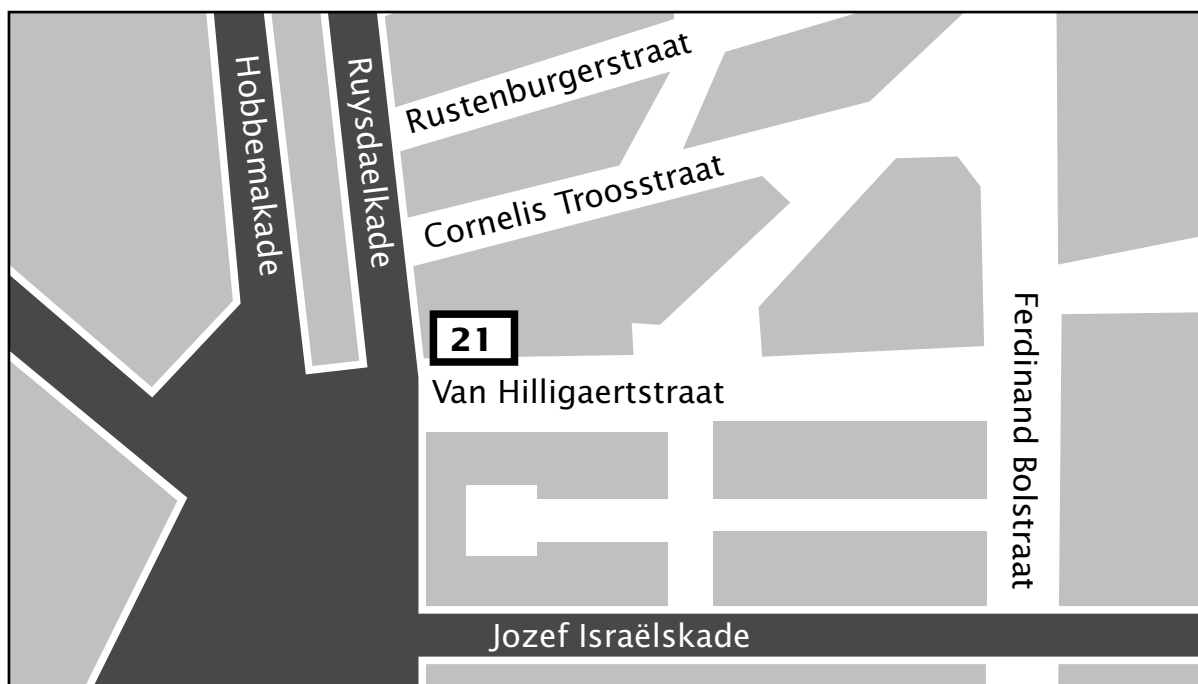 Hobbemakade
Ruysdaelkade
Rustenburgerstraat
Cornelis Troosstraat
21
Van Hilligaertstraat
Ferdinand Bolstraat
Jozef Israëlskade